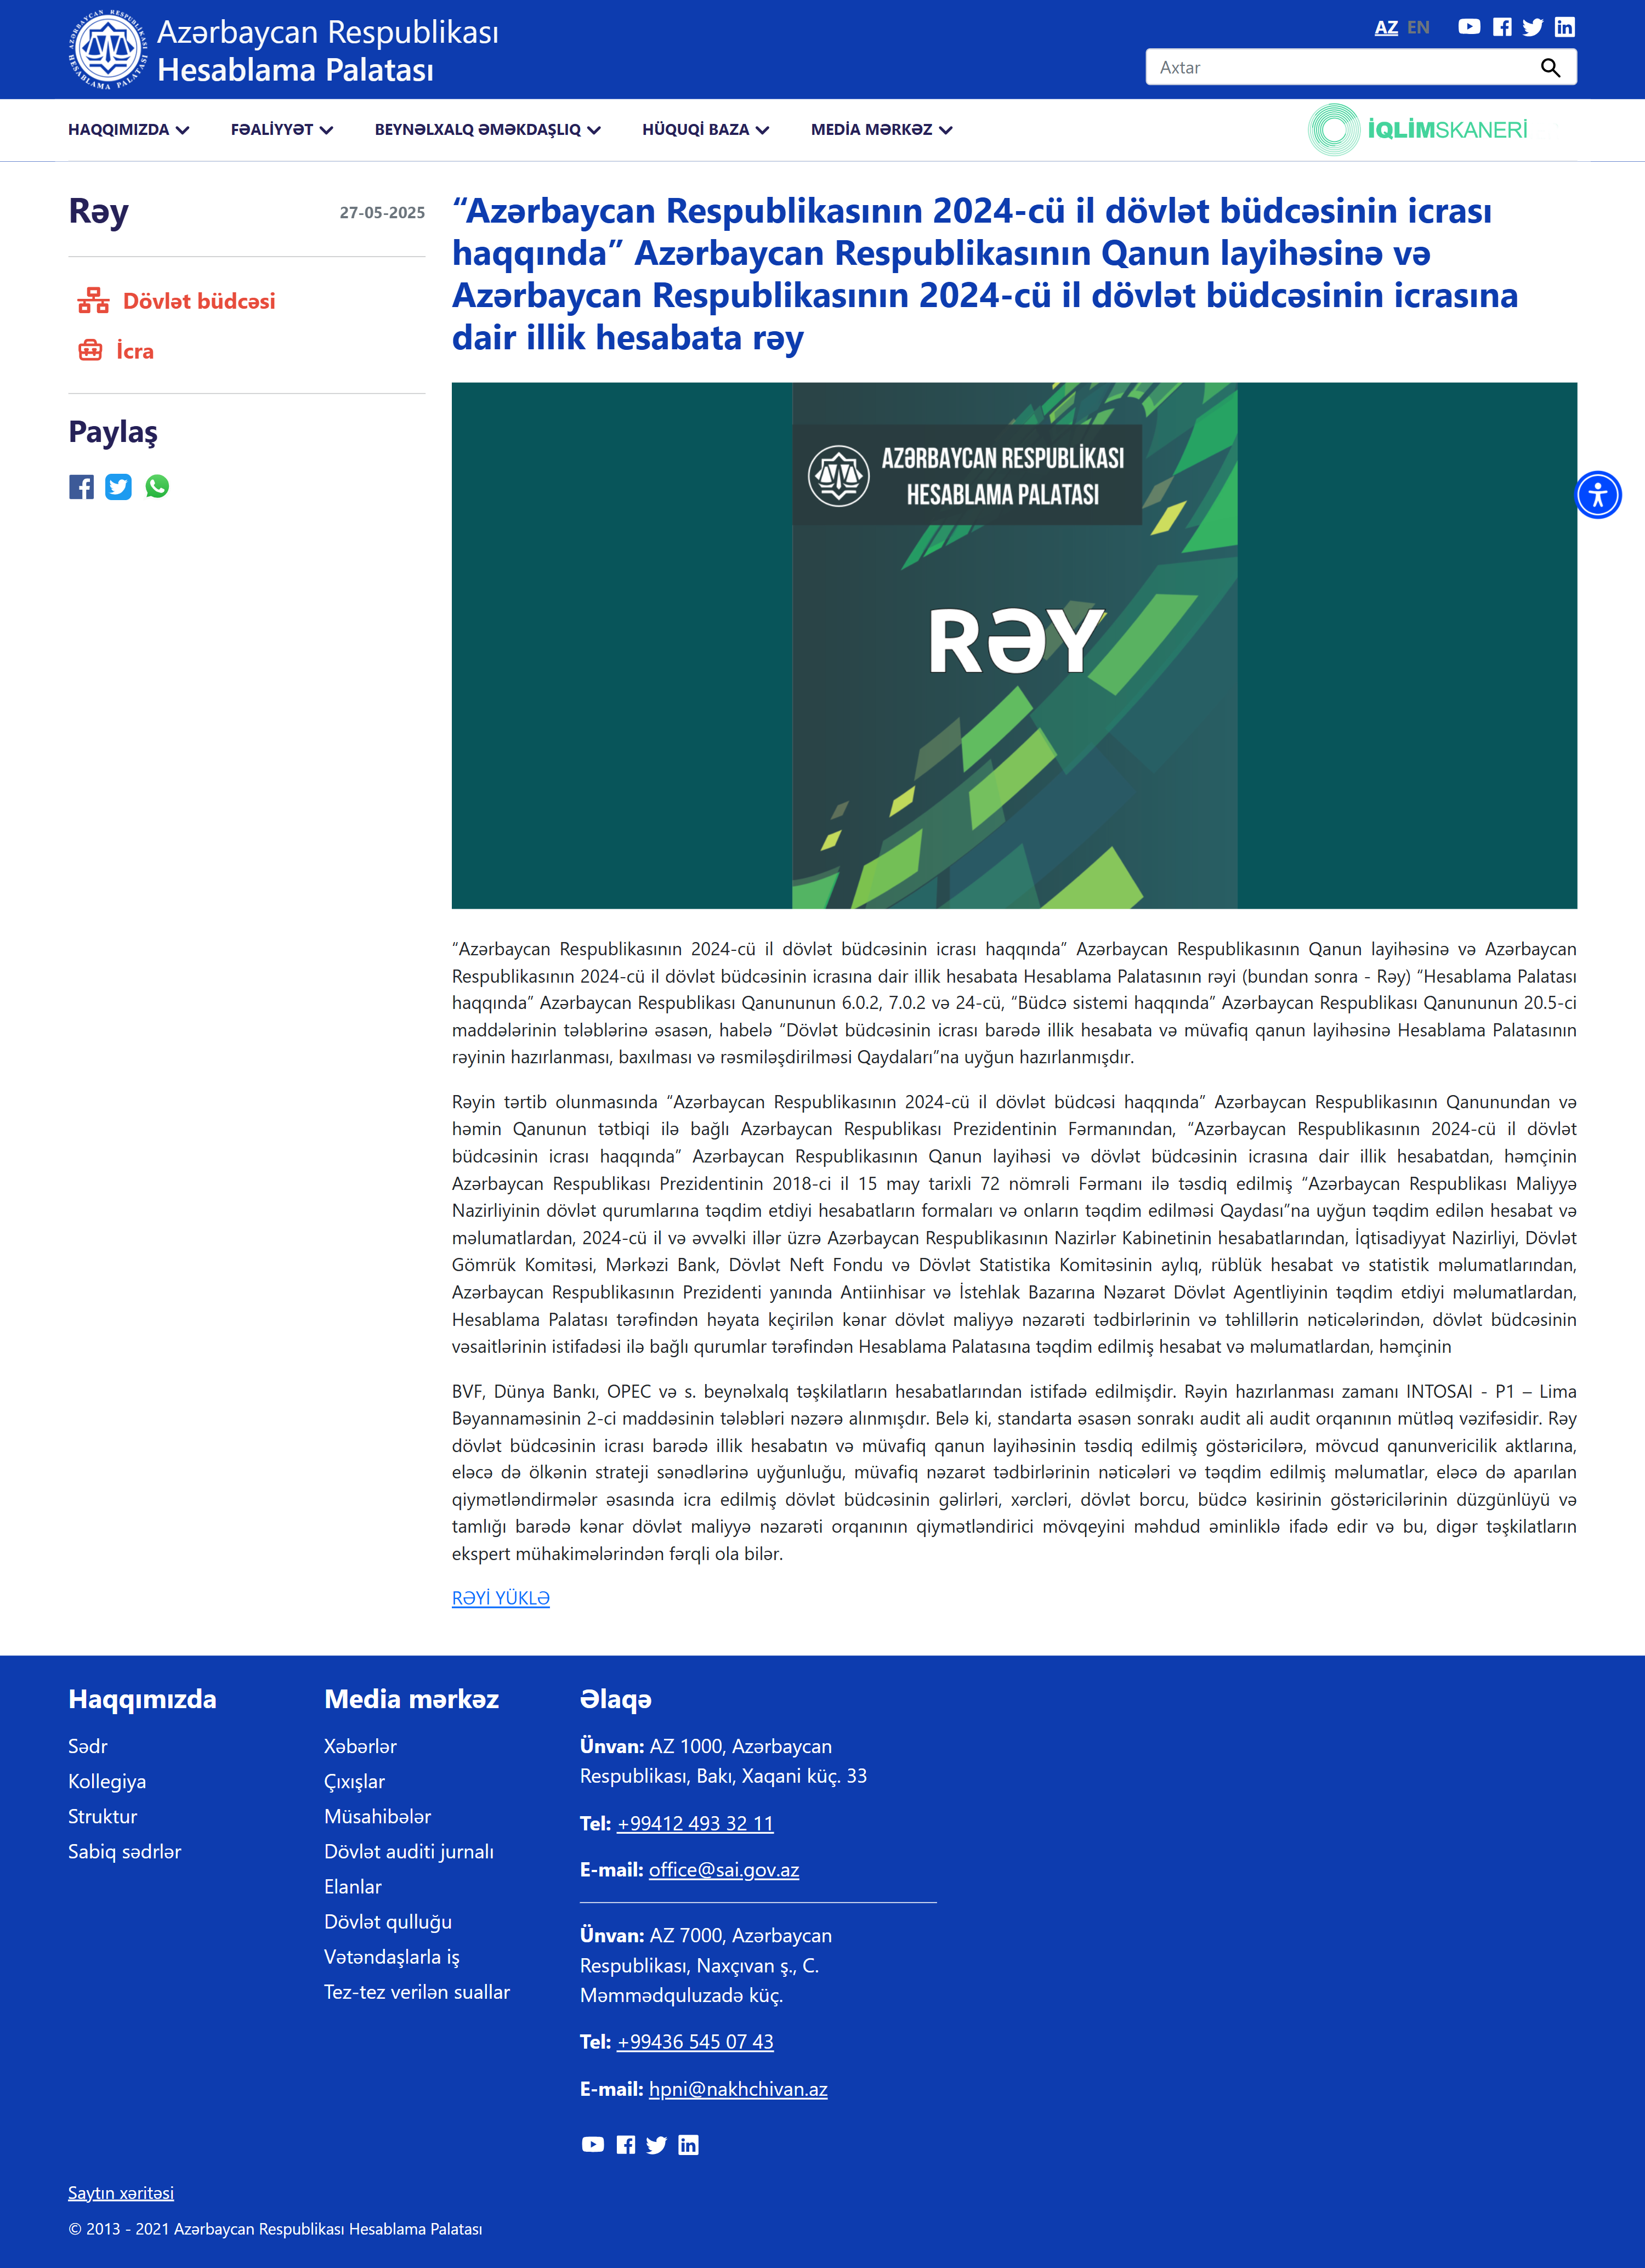 Azərbaycan Respublikası
Hesablama Palatası
AZ EN
Axtar
HAQQIMIZDA
FƏALİYYƏT
BEYNƏLXALQ ƏMƏKDAŞLIQ
HÜQUQİ BAZA
MEDİA MƏRKƏZ
İQLİMSKANERİ
Rəy
27-05-2025
Dövlət büdcəsi
İcra
Paylaş
“Azərbaycan Respublikasının 2024-cü il dövlət büdcəsinin icrası
haqqında” Azərbaycan Respublikasının Qanun layihəsinə və
Azərbaycan Respublikasının 2024-cü il dövlət büdcəsinin icrasına
dair illik hesabata rəy
AZƏRBAYCAN RESPUBLİKASI
HESABLAMA PALATASI
RƏY
“Azərbaycan Respublikasının 2024-cü il dövlət büdcəsinin icrası haqqında” Azərbaycan Respublikasının Qanun layihəsinə və Azərbaycan
Respublikasının 2024-cü il dövlət büdcəsinin icrasına dair illik hesabata Hesablama Palatasının rəyi (bundan sonra - Rəy) “Hesablama Palatası
haqqında” Azərbaycan Respublikası Qanununun 6.0.2, 7.0.2 və 24-cü, “Büdcə sistemi haqqında” Azərbaycan Respublikası Qanununun 20.5-ci
maddələrinin tələblərinə əsasən, habelə “Dövlət büdcəsinin icrası barədə illik hesabata və müvafiq qanun layihəsinə Hesablama Palatasının
rəyinin hazırlanması, baxılması və rəsmiləşdirilməsi Qaydaları”na uyğun hazırlanmışdır.
Rəyin tərtib olunmasında “Azərbaycan Respublikasının 2024-cü il dövlət büdcəsi haqqında” Azərbaycan Respublikasının Qanunundan və
həmin Qanunun tətbiqi ilə bağlı Azərbaycan Respublikası Prezidentinin Fərmanından, “Azərbaycan Respublikasının 2024-cü il dövlət
büdcəsinin icrası haqqında” Azərbaycan Respublikasının Qanun layihəsi və dövlət büdcəsinin icrasına dair illik hesabatdan, həmçinin
Azərbaycan Respublikası Prezidentinin 2018-ci il 15 may tarixli 72 nömrəli Fərmanı ilə təsdiq edilmiş “Azərbaycan Respublikası Maliyyə
Nazirliyinin dövlət qurumlarına təqdim etdiyi hesabatların formaları və onların təqdim edilməsi Qaydası”na uyğun təqdim edilən hesabat və
məlumatlardan, 2024-cü il və əvvəlki illər üzrə Azərbaycan Respublikasının Nazirlər Kabinetinin hesabatlarından, İqtisadiyyat Nazirliyi, Dövlət
Gömrük Komitəsi, Mərkəzi Bank, Dövlət Neft Fondu və Dövlət Statistika Komitəsinin aylıq, rüblük hesabat və statistik məlumatlarından,
Azərbaycan Respublikasının Prezidenti yanında Antiinhisar və İstehlak Bazarına Nəzarət Dövlət Agentliyinin təqdim etdiyi məlumatlardan,
Hesablama Palatası tərəfindən həyata keçirilən kənar dövlət maliyyə nəzarəti tədbirlərinin və təhlillərin nəticələrindən, dövlət büdcəsinin
vəsaitlərinin istifadəsi ilə bağlı qurumlar tərəfindən Hesablama Palatasına təqdim edilmiş hesabat və məlumatlardan, həmçinin
BVF, Dünya Bankı, OPEC və s. beynəlxalq təşkilatların hesabatlarından istifadə edilmişdir. Rəyin hazırlanması zamanı INTOSAI - P1 – Lima
Bəyannaməsinin 2-ci maddəsinin tələbləri nəzərə alınmışdır. Belə ki, standarta əsasən sonrakı audit ali audit orqanının mütləq vəzifəsidir. Rəy
dövlət büdcəsinin icrası barədə illik hesabatın və müvafiq qanun layihəsinin təsdiq edilmiş göstəricilərə, mövcud qanunvericilik aktlarına,
eləcə də ölkənin strateji sənədlərinə uyğunluğu, müvafiq nəzarət tədbirlərinin nəticələri və təqdim edilmiş məlumatlar, eləcə də aparılan
qiymətləndirmələr əsasında icra edilmiş dövlət büdcəsinin gəlirləri, xərcləri, dövlət borcu, büdcə kəsirinin göstəricilərinin düzgünlüyü və
tamlığı barədə kənar dövlət maliyyə nəzarəti orqanının qiymətləndirici mövqeyini məhdud əminliklə ifadə edir və bu, digər təşkilatların
ekspert mühakimələrindən fərqli ola bilər.
RƏYİ YÜKLƏ
Haqqımızda
Sədr
Kollegiya
Struktur
Sabiq sədrlər
Media mərkəz
Xəbərlər
Çıxışlar
Müsahibələr
Dövlət auditi jurnalı
Elanlar
Dövlət qulluğu
Vətəndaşlarla iş
Tez-tez verilən suallar
Əlaqə
Ünvan: AZ 1000, Azərbaycan
Respublikası, Bakı, Xaqani küç. 33
Tel: +99412 493 32 11
E-mail: office@sai.gov.az
Ünvan: AZ 7000, Azərbaycan
Respublikası, Naxçıvan ş., C.
Məmmədquluzadə küç.
Tel: +99436 545 07 43
E-mail: hpni@nakhchivan.az
Saytın xəritəsi
© 2013 - 2021 Azərbaycan Respublikası Hesablama Palatası